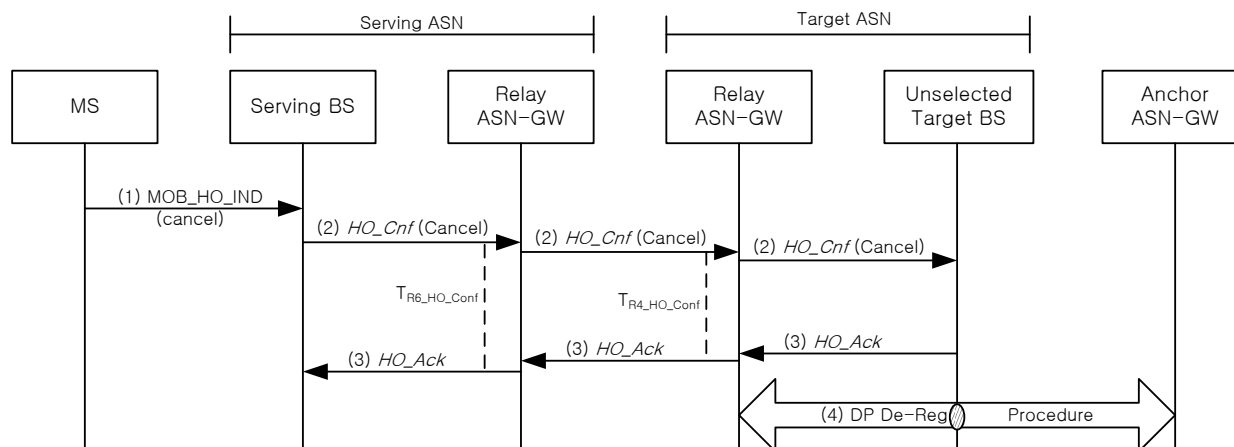 Serving ASN
Target ASN
MS
Serving BS
Relay
ASN-GW
Relay
ASN-GW
Unselected
Target BS
Anchor
ASN-GW
(1) MOB_HO_IND
(cancel)
(2) HO_Cnf (Cancel)
(2) HO_Cnf (Cancel)
(2) HO_Cnf (Cancel)
TR6_HO_Conf
TR4_HO_Conf
(3) HO_Ack
(3) HO_Ack
(3) HO_Ack
(4) DP De-Reg Procedure